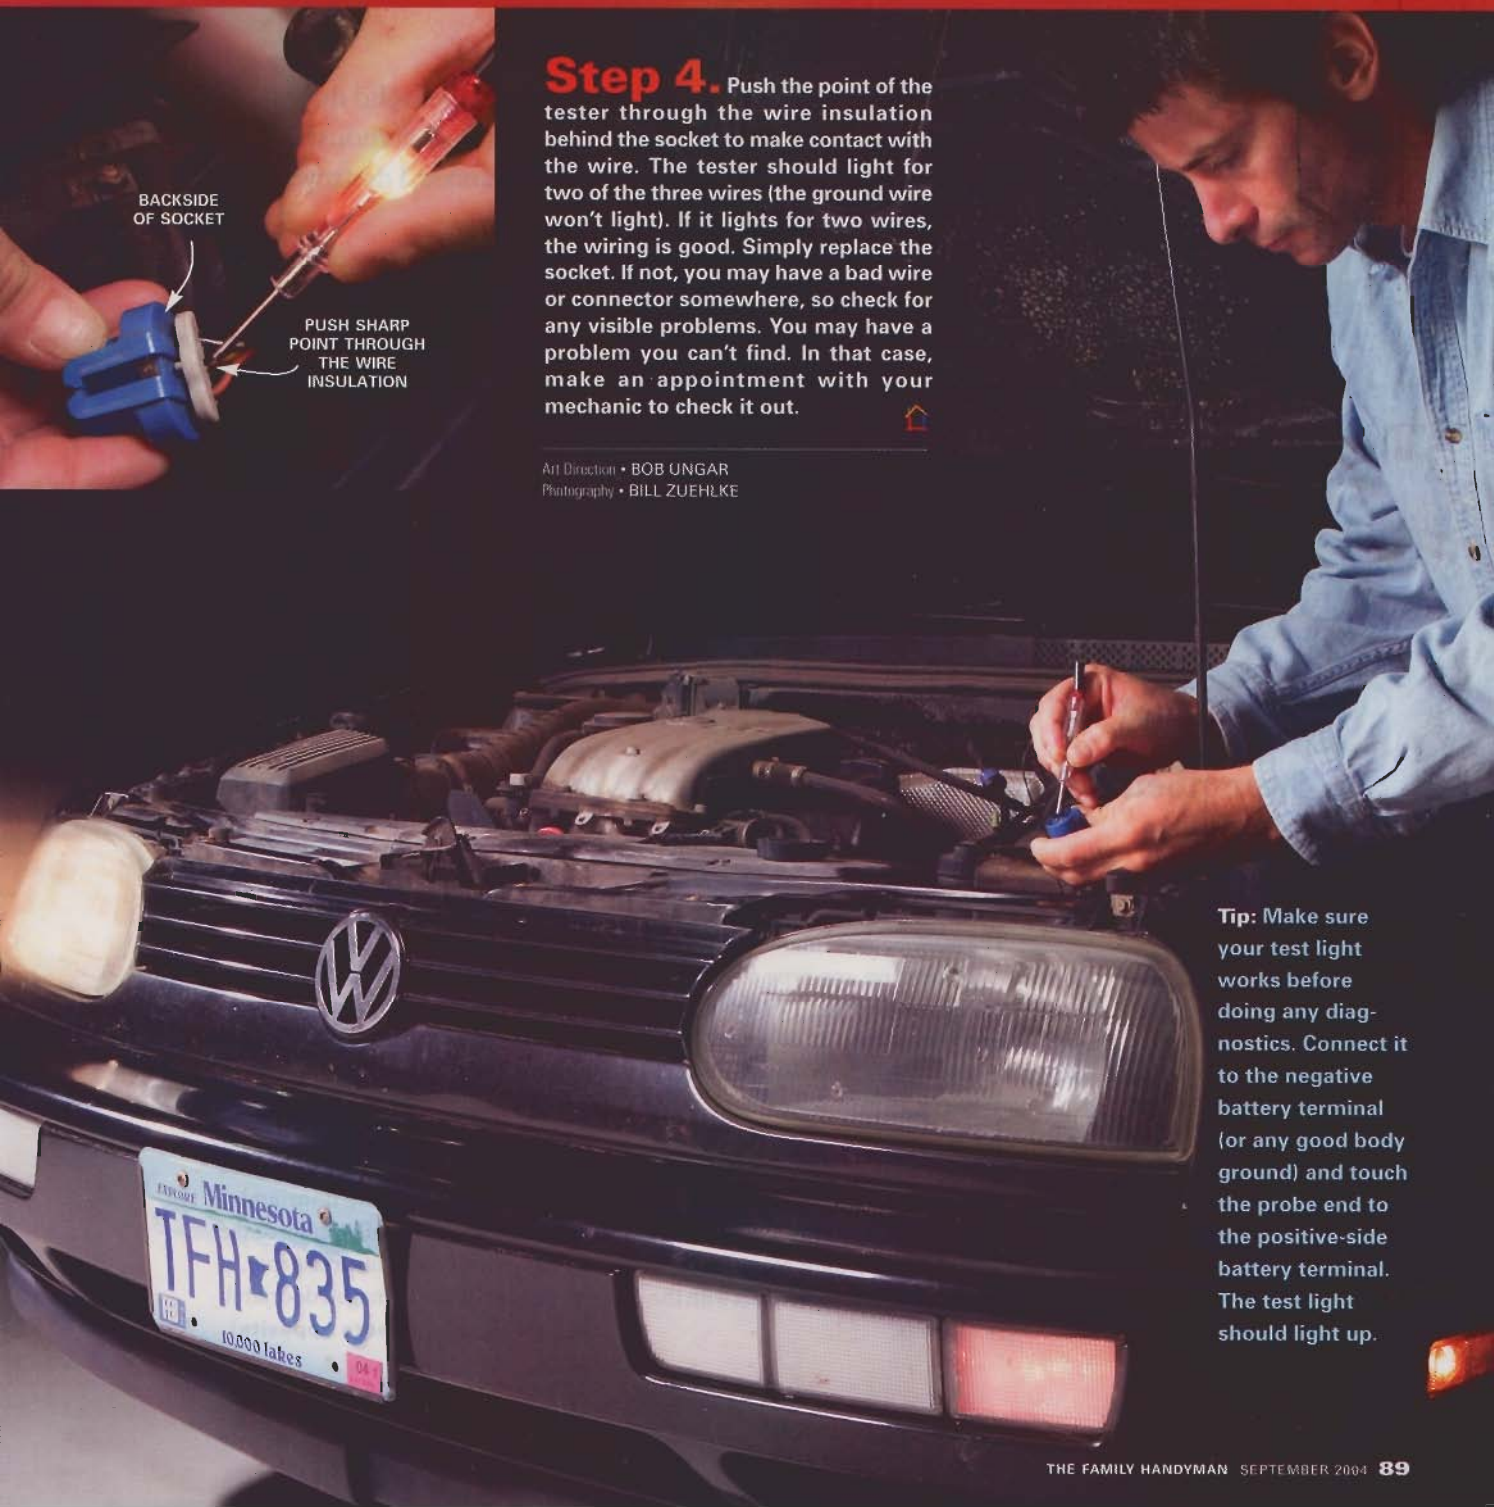 Step 4. Push the point of the
tester through the wire insulation
behind the socket to make contact with
the wire. The tester should light for
two of the three wires (the ground wire
won't light). If it lights for two wires,
the wiring is good. Simply replace the
socket. If not, you may have a bad wire
or connector somewhere, so check for
any visible problems. You may have a
problem you can't find. In that case,
make an appointment with your
mechanic to check it out.
Art Direction • BOB UNGAR
Photography • BILL ZUEHLKE
BACKSIDE
OF SOCKET
PUSH SHARP
POINT THROUGH
THE WIRE
INSULATION
Tip: Make sure
your test light
works before
doing any diag-
nostics. Connect it
to the negative
battery terminal
(or any good body
ground) and touch
the probe end to
the positive-side
battery terminal.
The test light
should light up.
VW
EXPLORE Minnesota
TFH 835
10,000 lakes
04
THE FAMILY HANDYMAN SEPTEMBER 2004 89